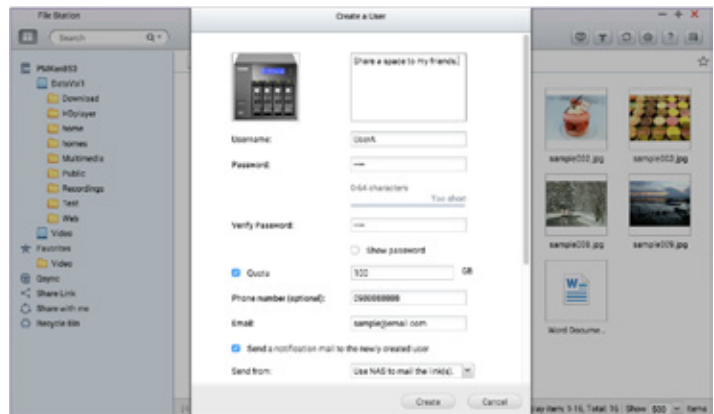 File Station
Create a User
Search
Share a space to my friends.
Username:
UserA
Password:
0-64 characters
Too short
Verify Password:
Show password
Quota
100
GB
Phone number (optional):
Email:
sample@email.com
Send a notification mail to the newly created user
Send from:
Use NAS to mail the link(s).
Create
Cancel
DataVol1
Download
HDplayer
home
homes
Multimedia
Public
Recordings
Test
Web
Video
Favorites
Video
Qsync
Share Link
Share with me
Recycle Bin
sample002.jpg
sample003.jpg
sample008.jpg
sample009.jpg
Word Docume...
item: 1-16, Total: 16
Show
500
Items